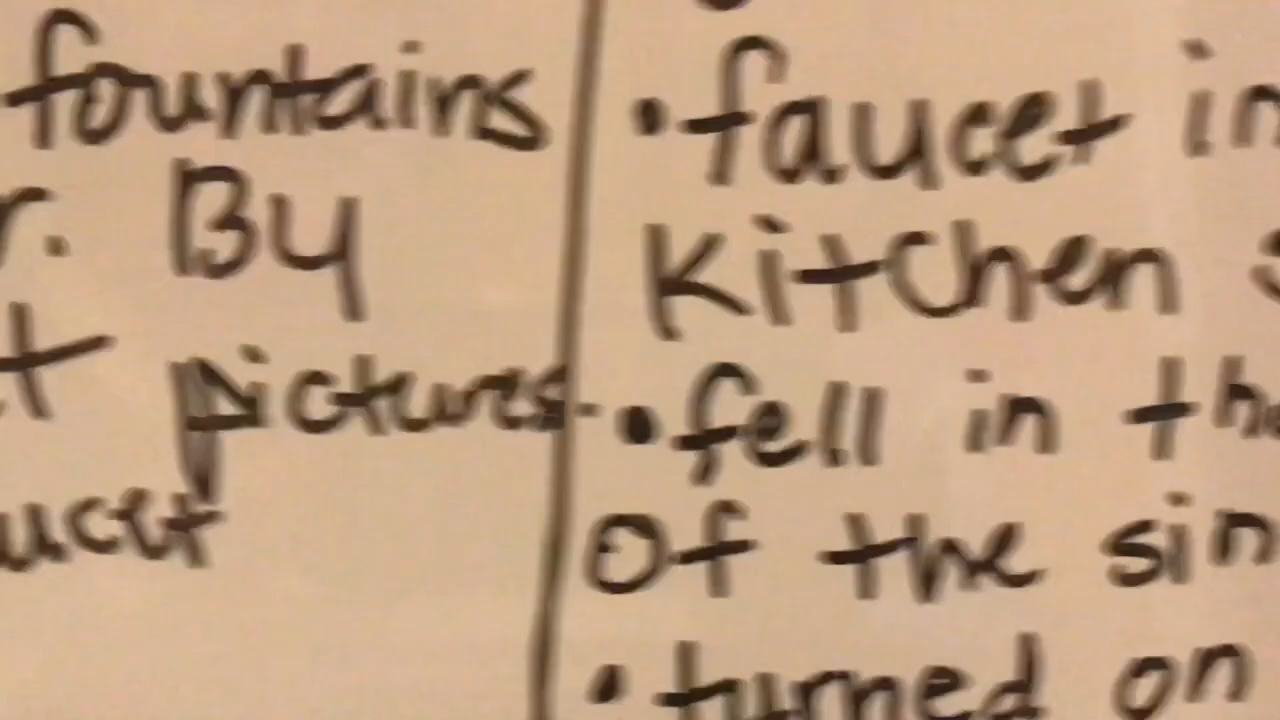 fountains
r. By
t pictures.
ucet
• faucet in
Kitchen
• fell in the
of the sin
• turned on